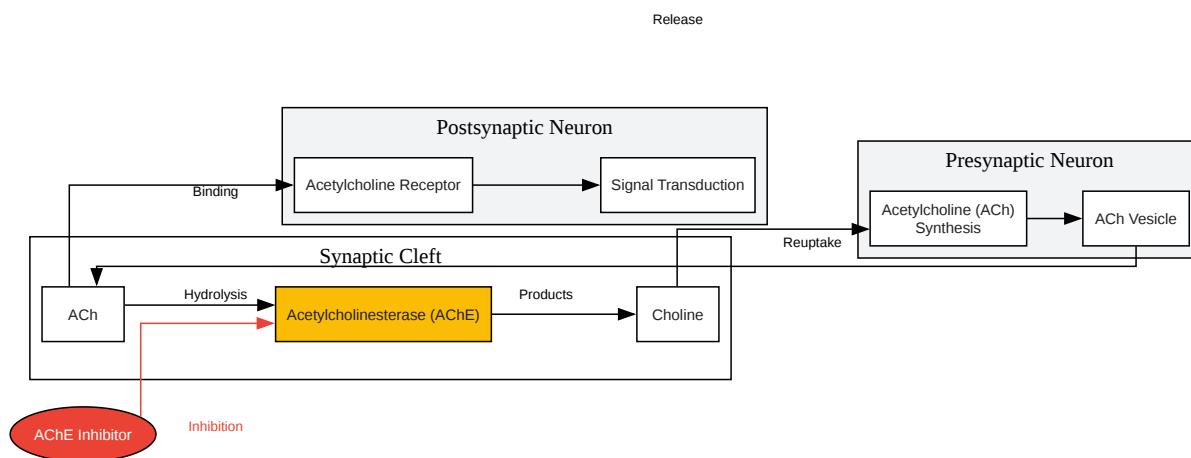 Release
Postsynaptic Neuron
Acetylcholine Receptor
Signal Transduction
Binding
Presynaptic Neuron
Acetylcholine (ACh)
Synthesis
ACh Vesicle
Reuptake
Synaptic Cleft
ACh
Hydrolysis
Acetylcholinesterase (AChE)
Products
Choline
AChE Inhibitor
Inhibition